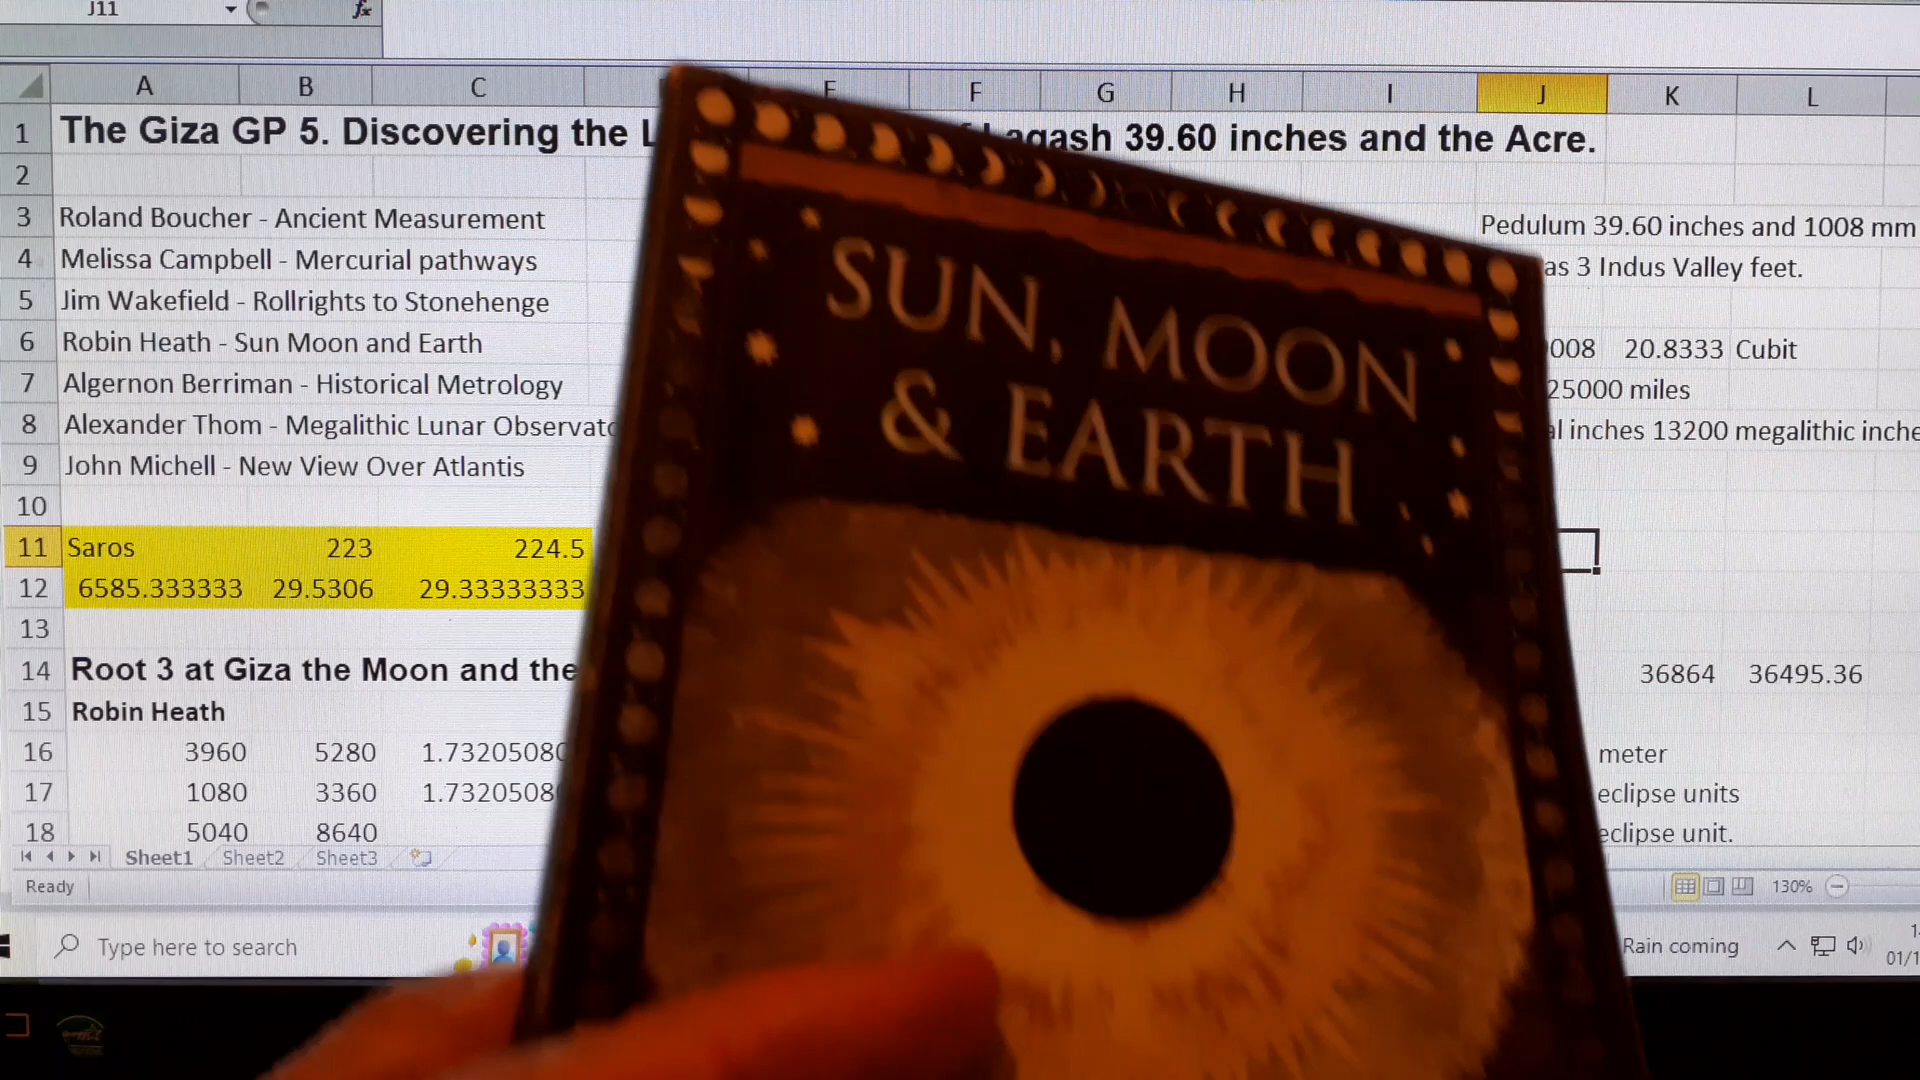 J11
fx
A B C E F G H I J K L
1 The Giza GP 5. Discovering the L Lagash 39.60 inches and the Acre.
2
3 Roland Boucher - Ancient Measurement Pedulum 39.60 inches and 1008 mm
4 Melissa Campbell - Mercurial pathways as 3 Indus Valley feet.
5 Jim Wakefield - Rollrights to Stonehenge
6 Robin Heath - Sun Moon and Earth 008 20.8333 Cubit
7 Algernon Berriman - Historical Metrology 25000 miles
8 Alexander Thom - Megalithic Lunar Observato al inches 13200 megalithic inche
9 John Michell - New View Over Atlantis
10
11 Saros 223 224.5
12 6585.333333 29.5306 29.33333333
13
14 Root 3 at Giza the Moon and the 36864 36495.36
15 Robin Heath
16 3960 5280 1.73205080 meter
17 1080 3360 1.7320508 eclipse units
18 5040 8640 eclipse unit.
SUN, MOON
& EARTH
Sheet1 Sheet2 Sheet3
Ready 130%
Type here to search Rain coming
01/1